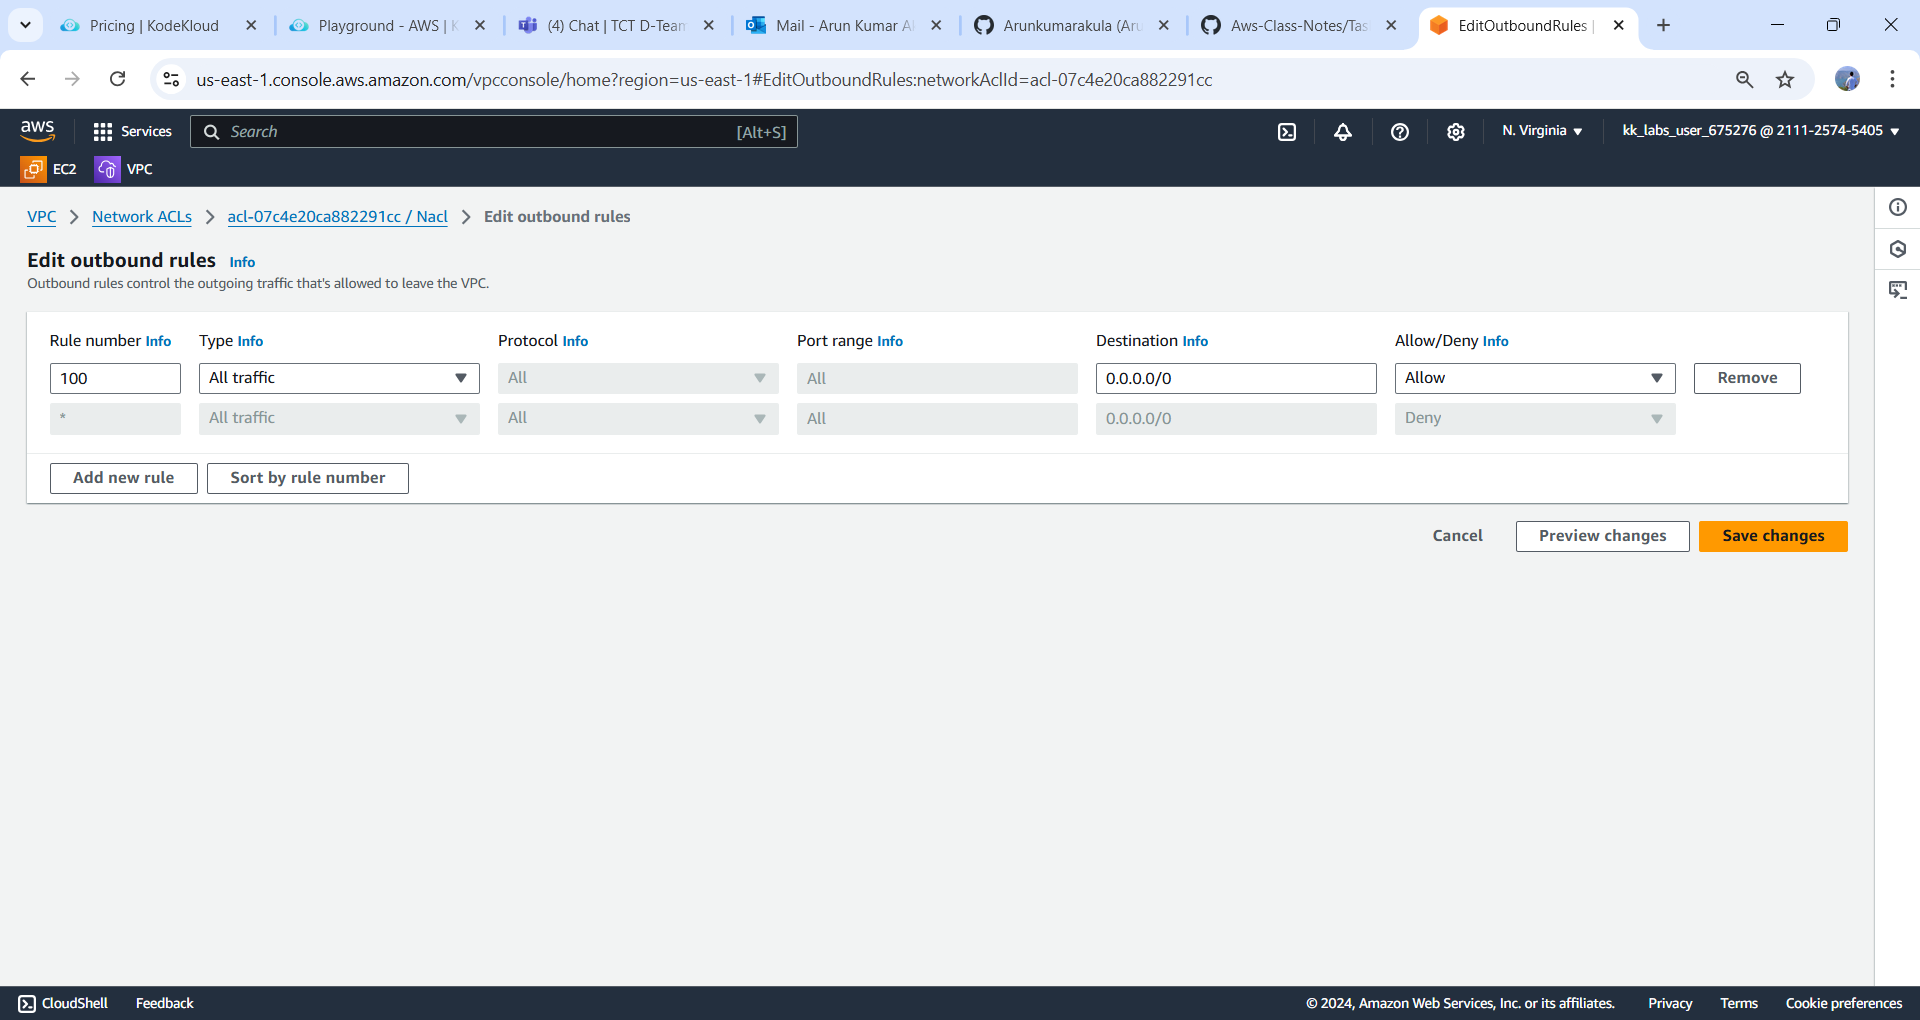 Pricing | KodeKloud
Playground - AWS | K
(4) Chat | TCT D-Team
Mail - Arun Kumar A
Arunkumarakula (Aru
Aws-Class-Notes/Tas
EditOutboundRules |
us-east-1.console.aws.amazon.com/vpcconsole/home?region=us-east-1#EditOutboundRules:networkAclId=acl-07c4e20ca882291cc
aws
Services
Search
[Alt+S]
N. Virginia
kk_labs_user_675276 @ 2111-2574-5405
EC2
VPC
VPC
Network ACLs
acl-07c4e20ca882291cc / Nacl
Edit outbound rules
Edit outbound rules Info
Outbound rules control the outgoing traffic that's allowed to leave the VPC.
Rule number Info
Type Info
Protocol Info
Port range Info
Destination Info
Allow/Deny Info
100
All traffic
All
All
0.0.0.0/0
Allow
Remove
*
All traffic
All
All
0.0.0.0/0
Deny
Add new rule
Sort by rule number
Cancel
Preview changes
Save changes
CloudShell
Feedback
© 2024, Amazon Web Services, Inc. or its affiliates.
Privacy
Terms
Cookie preferences